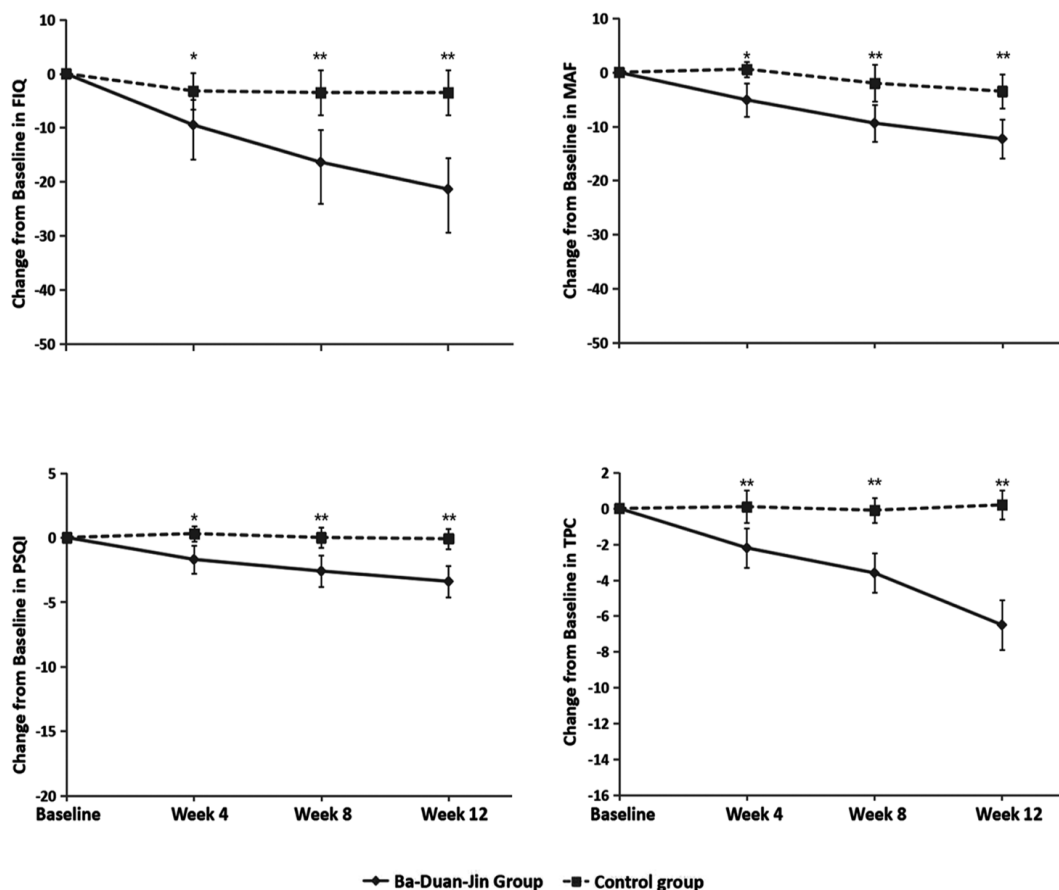 Change from Baseline in FIQ
10
0
-10
-20
-30
-40
-50
* ** **
Change from Baseline in MAF
10
0
-10
-20
-30
-40
-50
* ** **
Change from Baseline in PSQI
5
0
-5
-10
-15
-20
* ** **
Baseline Week 4 Week 8 Week 12
Change from Baseline in TPC
2
0
-2
-4
-6
-8
-10
-12
-14
-16
** ** **
Baseline Week 4 Week 8 Week 12
Ba-Duan-Jin Group Control group